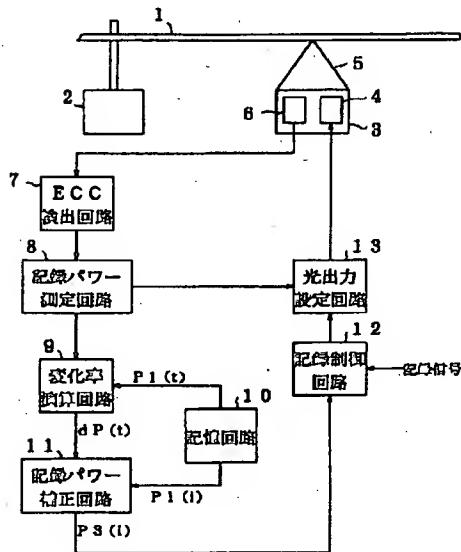 1
2
5
4
6
3
7
ECC
検出回路
8
記録パワー
測定回路
13
光出力
設定回路
12
記録制御
回路
記録信号
9
変化率
演算回路
P1(t)
10
記憶回路
dP(t)
11
記録パワー
補正回路
P1(i)
P3(i)